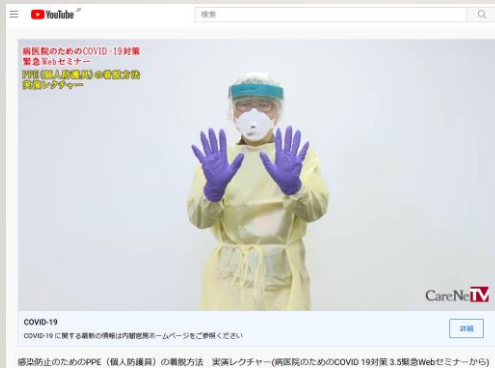 YouTube JP
検索
病医院のためのCOVID-19対策
緊急Webセミナー
PPE(個人防護具)の着脱方法
実演レクチャー
CareNeTV
COVID-19
COVID-19 に関する最新の情報は内閣官房ホームページをご参照ください
詳細
感染防止のためのPPE（個人防護具）の着脱方法 実演レクチャー(病医院のためのCOVID 19対策 3.5緊急Webセミナーから)